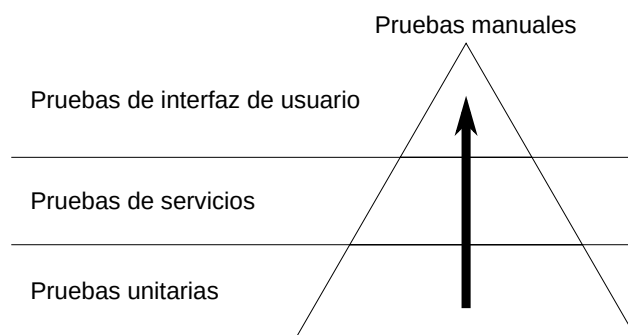 Pruebas manuales
Pruebas de interfaz de usuario
Pruebas de servicios
Pruebas unitarias